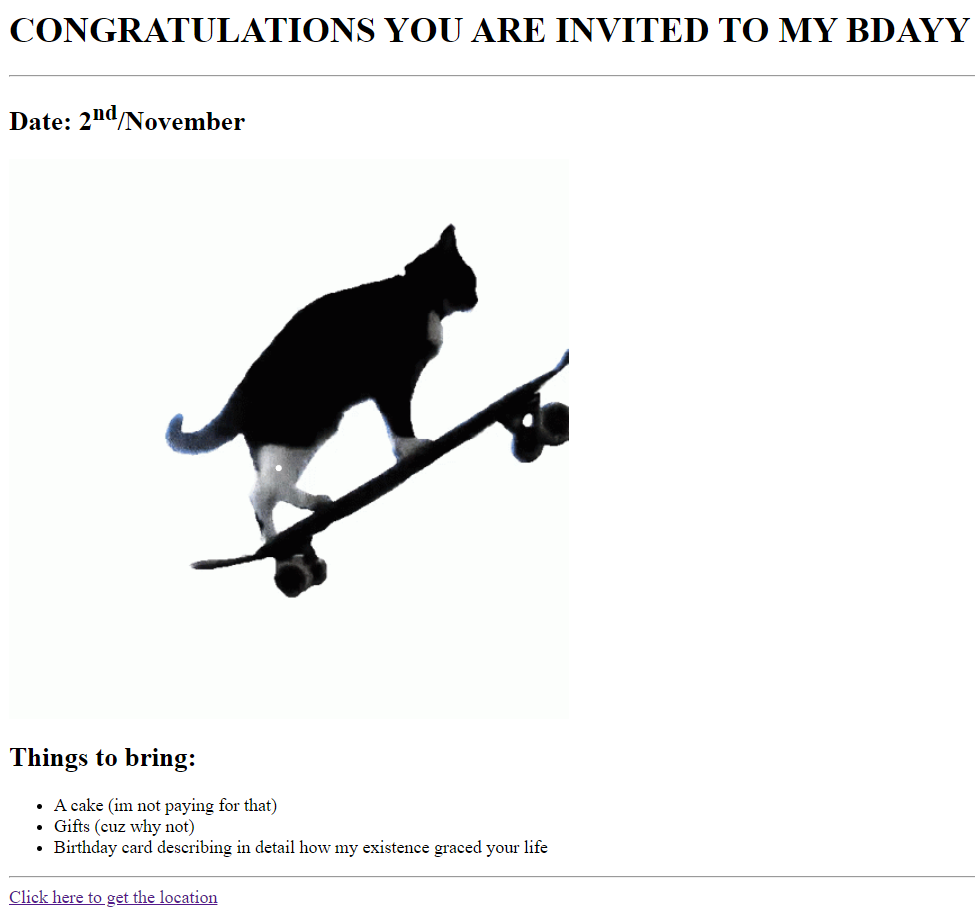 CONGRATULATIONS YOU ARE INVITED TO MY BDAYY
Date: 2nd/November
Things to bring:
• A cake (im not paying for that)
• Gifts (cuz why not)
• Birthday card describing in detail how my existence graced your life
Click here to get the location